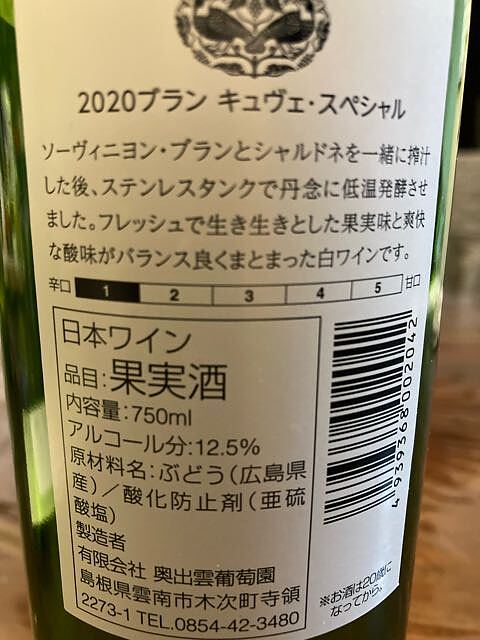 2020ブラン キュヴェ・スペシャル
ソーヴィニヨン・ブランとシャルドネを一緒に搾汁
した後、ステンレスタンクで丹念に低温発酵させ
ました。フレッシュで生き生きとした果実味と爽快
な酸味がバランス良くまとまった白ワインです。
辛口 1 2 3 4 5 甘口
日本ワイン
品目:果実酒
内容量:750ml
アルコール分:12.5%
原材料名:ぶどう(広島県
産)/酸化防止剤(亜硫
酸塩)
製造者
有限会社 奥出雲葡萄園
島根県雲南市木次町寺領
2273-1 TEL.0854-42-3480
4939368002042
※お酒は20歳に
なってから。